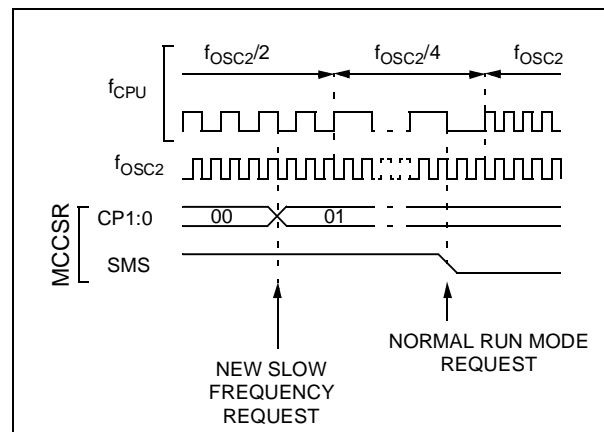 fOSC2/2 fOSC2/4 fOSC2
fCPU
fOSC2
MCCSR
CP1:0 00 01
SMS
NEW SLOW
FREQUENCY
REQUEST
NORMAL RUN MODE
REQUEST